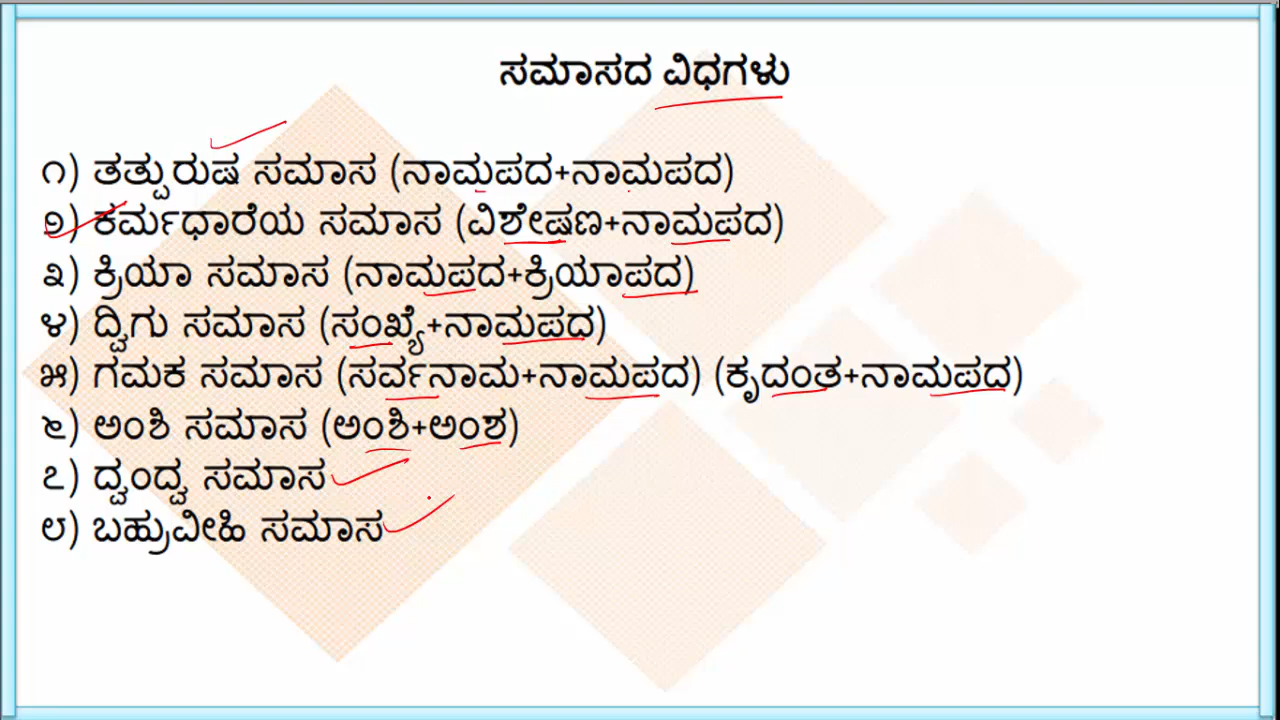 ಸಮಾಸದ ವಿಧಗಳು
೧) ತತ್ಪುರುಷ ಸಮಾಸ (ನಾಮಪದ+ನಾಮಪದ)
೨) ಕರ್ಮಧಾರೆಯ ಸಮಾಸ (ವಿಶೇಷಣ+ನಾಮಪದ)
೩) ಕ್ರಿಯಾ ಸಮಾಸ (ನಾಮಪದ+ಕ್ರಿಯಾಪದ)
೪) ದ್ವಿಗು ಸಮಾಸ (ಸಂಖ್ಯೆ+ನಾಮಪದ)
೫) ಗಮಕ ಸಮಾಸ (ಸರ್ವನಾಮ+ನಾಮಪದ) (ಕೃದಂತ+ನಾಮಪದ)
೬) ಅಂಶಿ ಸಮಾಸ (ಅಂಶಿ+ಅಂಶ)
೭) ದ್ವಂದ್ವ ಸಮಾಸ
೮) ಬಹ್ರುವೀಹಿ ಸಮಾಸ